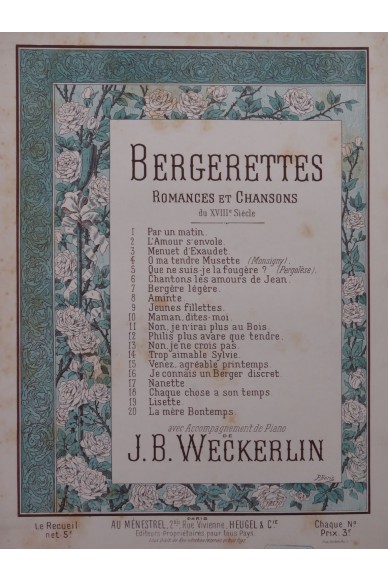 BERGERETTES
ROMANCES ET CHANSONS
du XVIIIe Siècle
1 Par un matin.
2 L'Amour s'envole.
3 Menuet d'Exaudet
4 O ma tendre Musette (Monsigny).
5 Que ne suis-je la fougère ? (Pergolèse).
6 Chantons les amours de Jean.
7 Bergère légère.
8 Aminte.
9 Jeunes fillettes.
10 Maman, dites-moi.
11 Non, je n'irai plus au Bois.
12 Philis plus avare que tendre.
13 Non, je ne crois pas.
14 Trop aimable Sylvie.
15 Venez, agréable printemps.
16 Je connais un Berger discret.
17 Nanette
18 Chaque chose a son temps.
19 Lisette.
20 La mère Bontemps.
avec Accompagnement de Piano
DE
J. B. WECKERLIN
Le Recueil
net 5f
PARIS
AU MÉNESTREL, 2bis, Rue Vivienne, HEUGEL & Cie
Editeurs-Propriétaires pour tous Pays.
Chaque No
Prix 3f